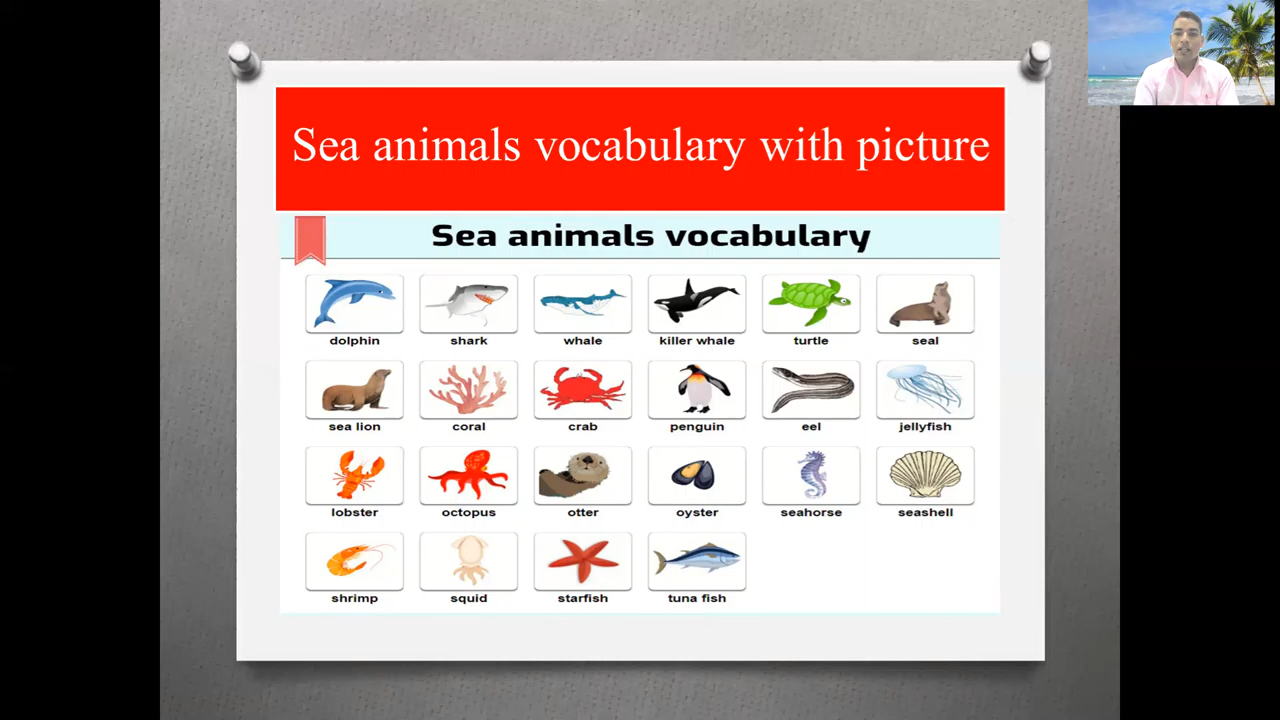 Sea animals vocabulary with picture
Sea animals vocabulary
dolphin shark whale killer whale turtle seal
sea lion coral crab penguin eel jellyfish
lobster octopus otter oyster seahorse seashell
shrimp squid starfish tuna fish